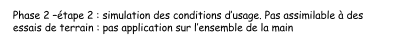 Phase 2 –étape 2 : simulation des conditions d’usage. Pas assimilable à des
essais de terrain : pas application sur l’ensemble de la main